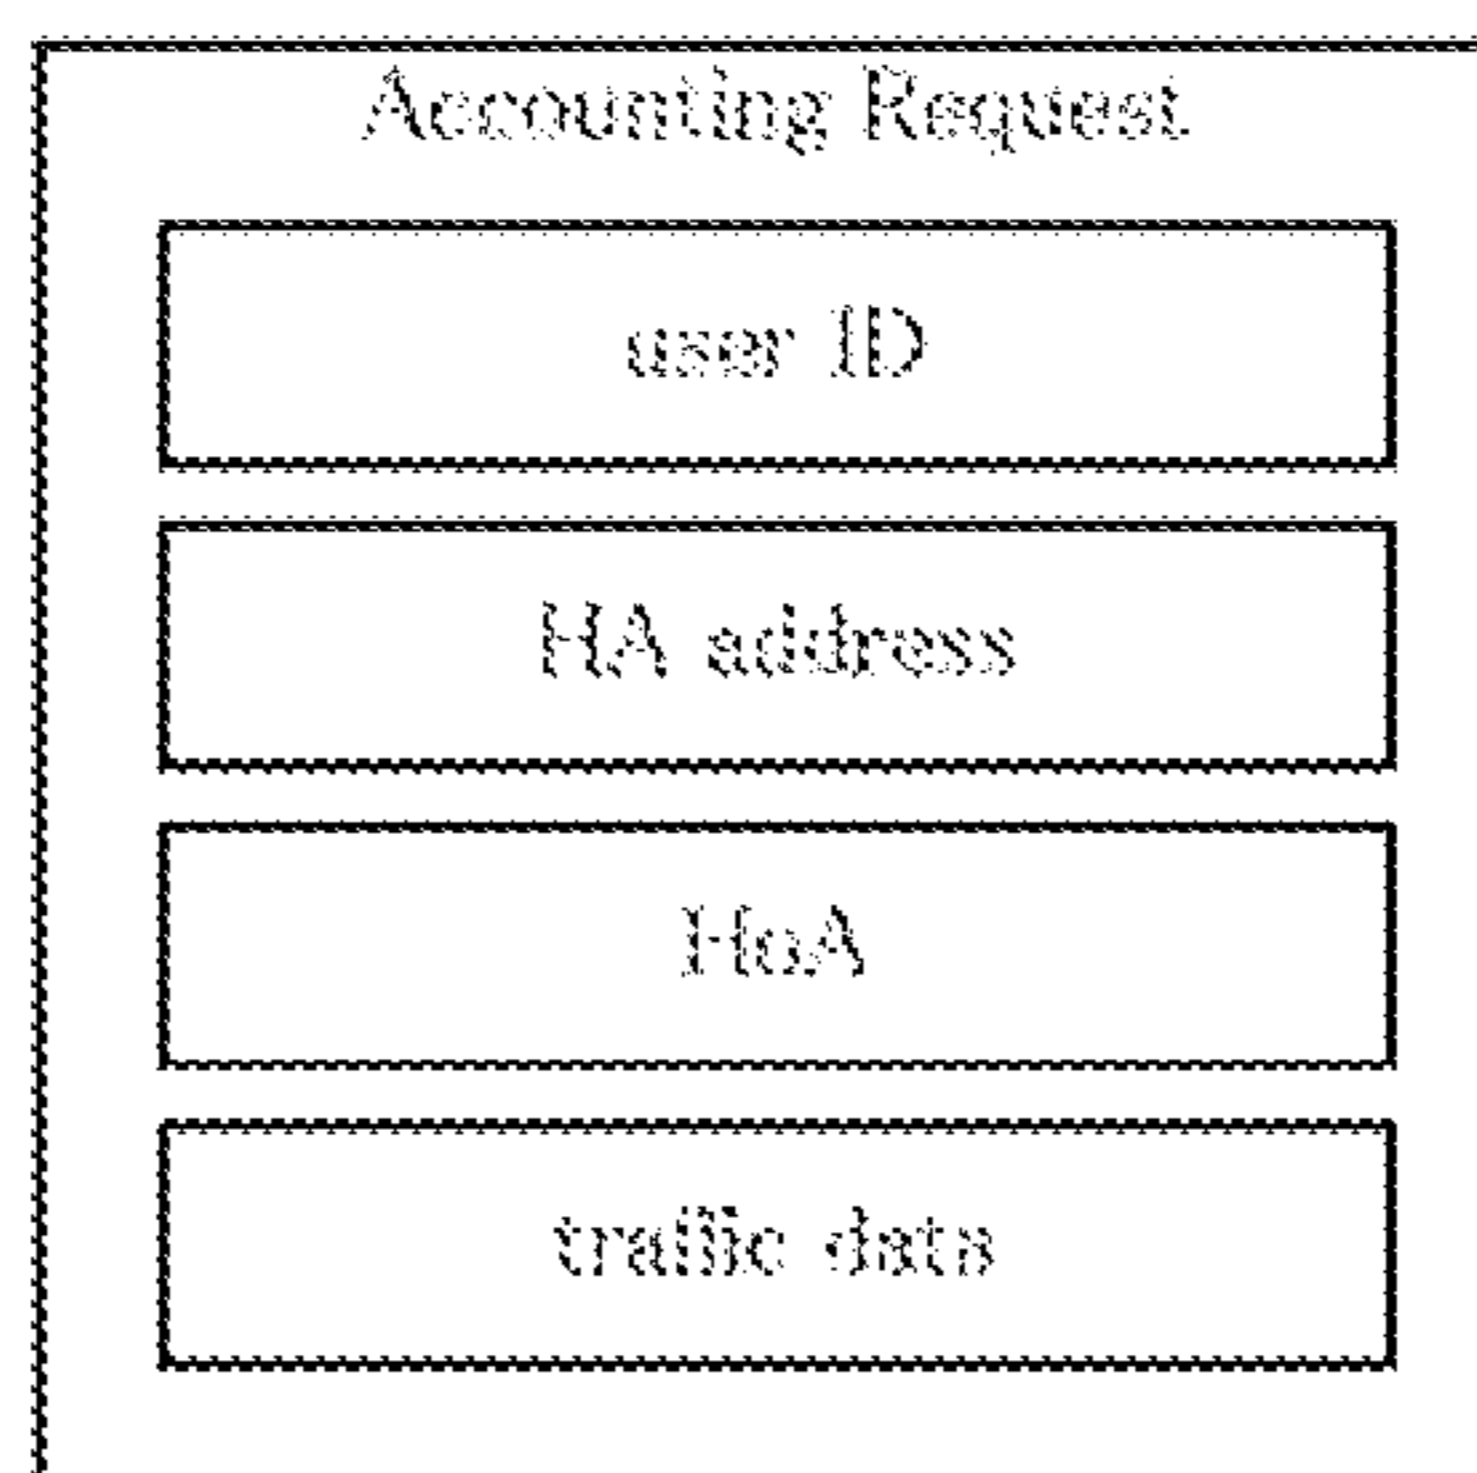 Accounting Request
user ID
HA address
HoA
traffic data